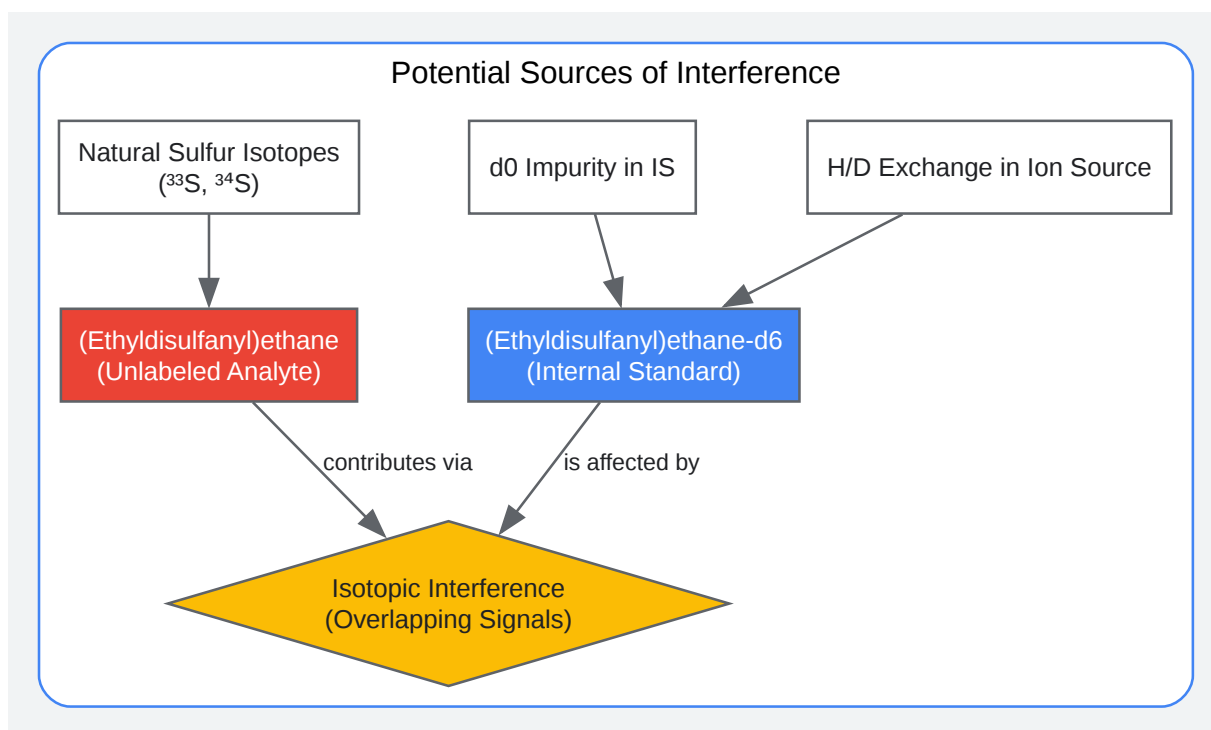 Potential Sources of Interference
Natural Sulfur Isotopes
(³³S, ³⁴S)
d0 Impurity in IS
H/D Exchange in Ion Source
(Ethyldisulfanyl)ethane
(Unlabeled Analyte)
(Ethyldisulfanyl)ethane-d6
(Internal Standard)
contributes via
is affected by
Isotopic Interference
(Overlapping Signals)